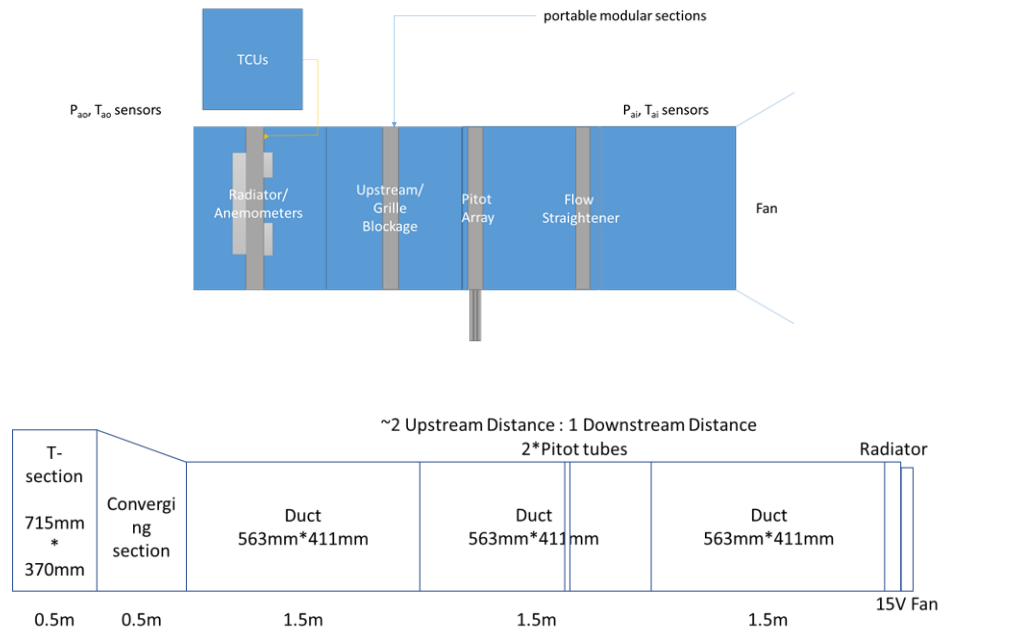 portable modular sections
TCUs
Pao, Tao sensors
Pai, Tai sensors
Radiator/
Anemometers
Upstream/
Grille
Blockage
Pitot
Array
Flow
Straightener
Fan
~2 Upstream Distance : 1 Downstream Distance
2*Pitot tubes
Radiator
T-
section
715mm
*
370mm
Convergi
ng
section
Duct
563mm*411mm
Duct
563mm*411mm
Duct
563mm*411mm
15V Fan
0.5m
0.5m
1.5m
1.5m
1.5m